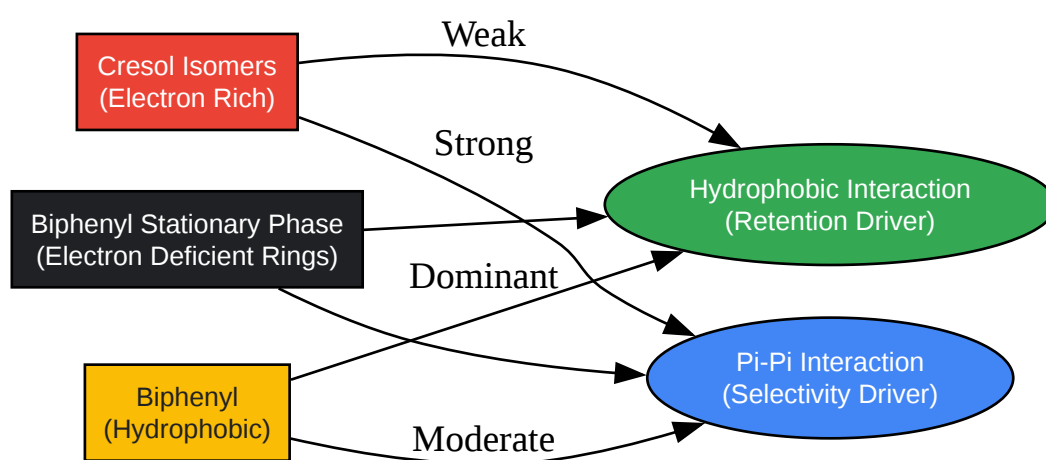 Weak
Cresol Isomers
(Electron Rich)
Strong
Hydrophobic Interaction
(Retention Driver)
Biphenyl Stationary Phase
(Electron Deficient Rings)
Dominant
Pi-Pi Interaction
(Selectivity Driver)
Biphenyl
(Hydrophobic)
Moderate